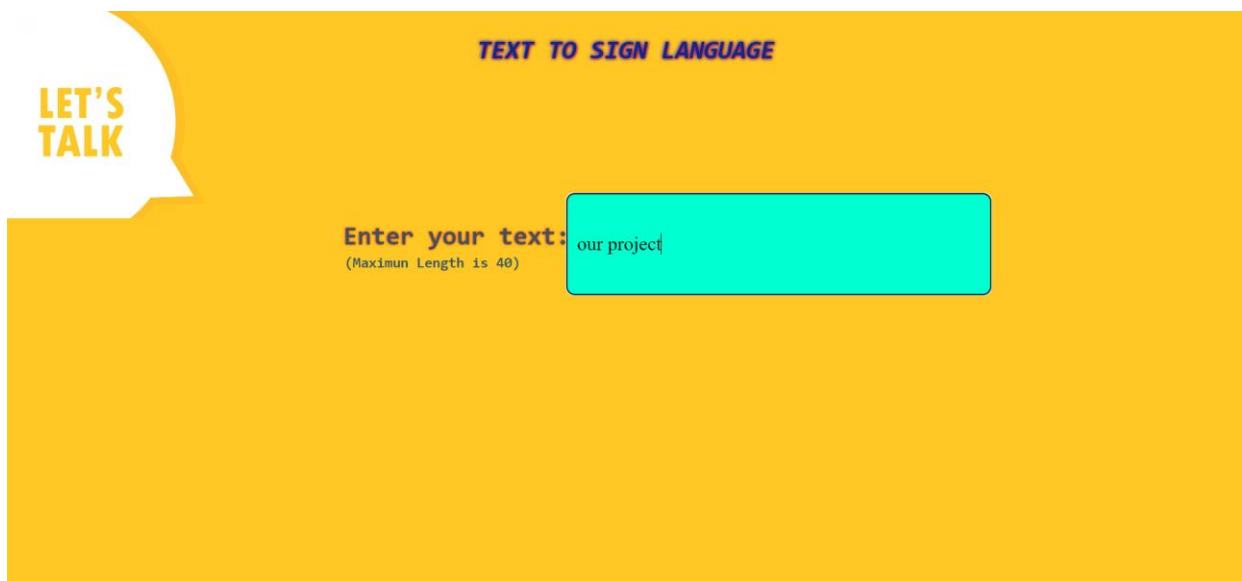 TEXT TO SIGN LANGUAGE
LET'S
TALK
Enter your text:
our project
(Maximun Length is 40)